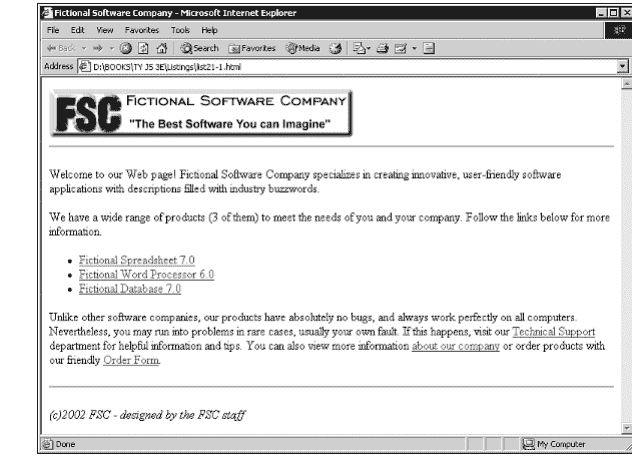 Fictional Software Company - Microsoft Internet Explorer
File Edit View Favorites Tools Help
Back Search Favorites Media
Address D:\BOOKS\TY JS 3E\Listings\list21-1.html
FSC FICTIONAL SOFTWARE COMPANY
"The Best Software You can Imagine"
Welcome to our Web page! Fictional Software Company specializes in creating innovative, user-friendly software
applications with descriptions filled with industry buzzwords.
We have a wide range of products (3 of them) to meet the needs of you and your company. Follow the links below for more
information.
• Fictional Spreadsheet 7.0
• Fictional Word Processor 6.0
• Fictional Database 7.0
Unlike other software companies, our products have absolutely no bugs, and always work perfectly on all computers.
Nevertheless, you may run into problems in rare cases, usually your own fault. If this happens, visit our Technical Support
department for helpful information and tips. You can also view more information about our company or order products with
our friendly Order Form.
(c)2002 FSC - designed by the FSC staff
Done My Computer